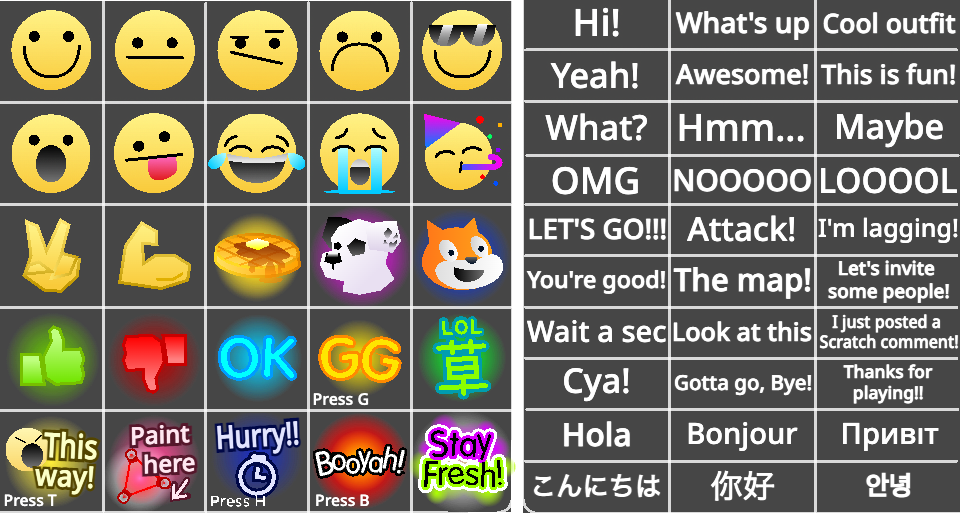 LOL
草
OK
GG
Press G
This
way!
Press T
Paint
here
Hurry!!
Press H
Booyah!
Press B
Stay
Fresh!
Hi!
What's up
Cool outfit
Yeah!
Awesome!
This is fun!
What?
Hmm...
Maybe
OMG
NOOOOO
LOOOOL
LET'S GO!!!
Attack!
I'm lagging!
You're good!
The map!
Let's invite
some people!
Wait a sec
Look at this
I just posted a
Scratch comment!
Cya!
Gotta go, Bye!
Thanks for
playing!!
Hola
Bonjour
Привіт
こんにちは
你好
안녕